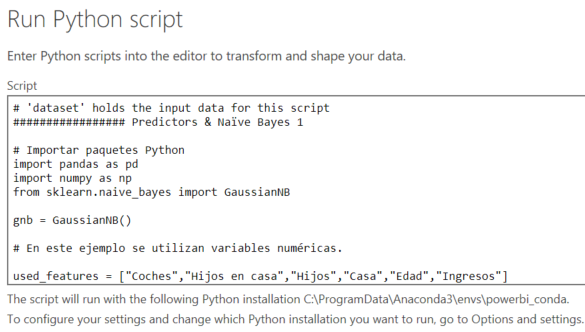 Run Python script
Enter Python scripts into the editor to transform and shape your data.
Script
# 'dataset' holds the input data for this script
################# Predictors & Naïve Bayes 1
# Importar paquetes Python
import pandas as pd
import numpy as np
from sklearn.naive_bayes import GaussianNB
gnb = GaussianNB()
# En este ejemplo se utilizan variables numéricas.
used_features = ["Coches","Hijos en casa","Hijos","Casa","Edad","Ingresos"]
The script will run with the following Python installation C:\ProgramData\Anaconda3\envs\powerbi_conda.
To configure your settings and change which Python installation you want to run, go to Options and settings.